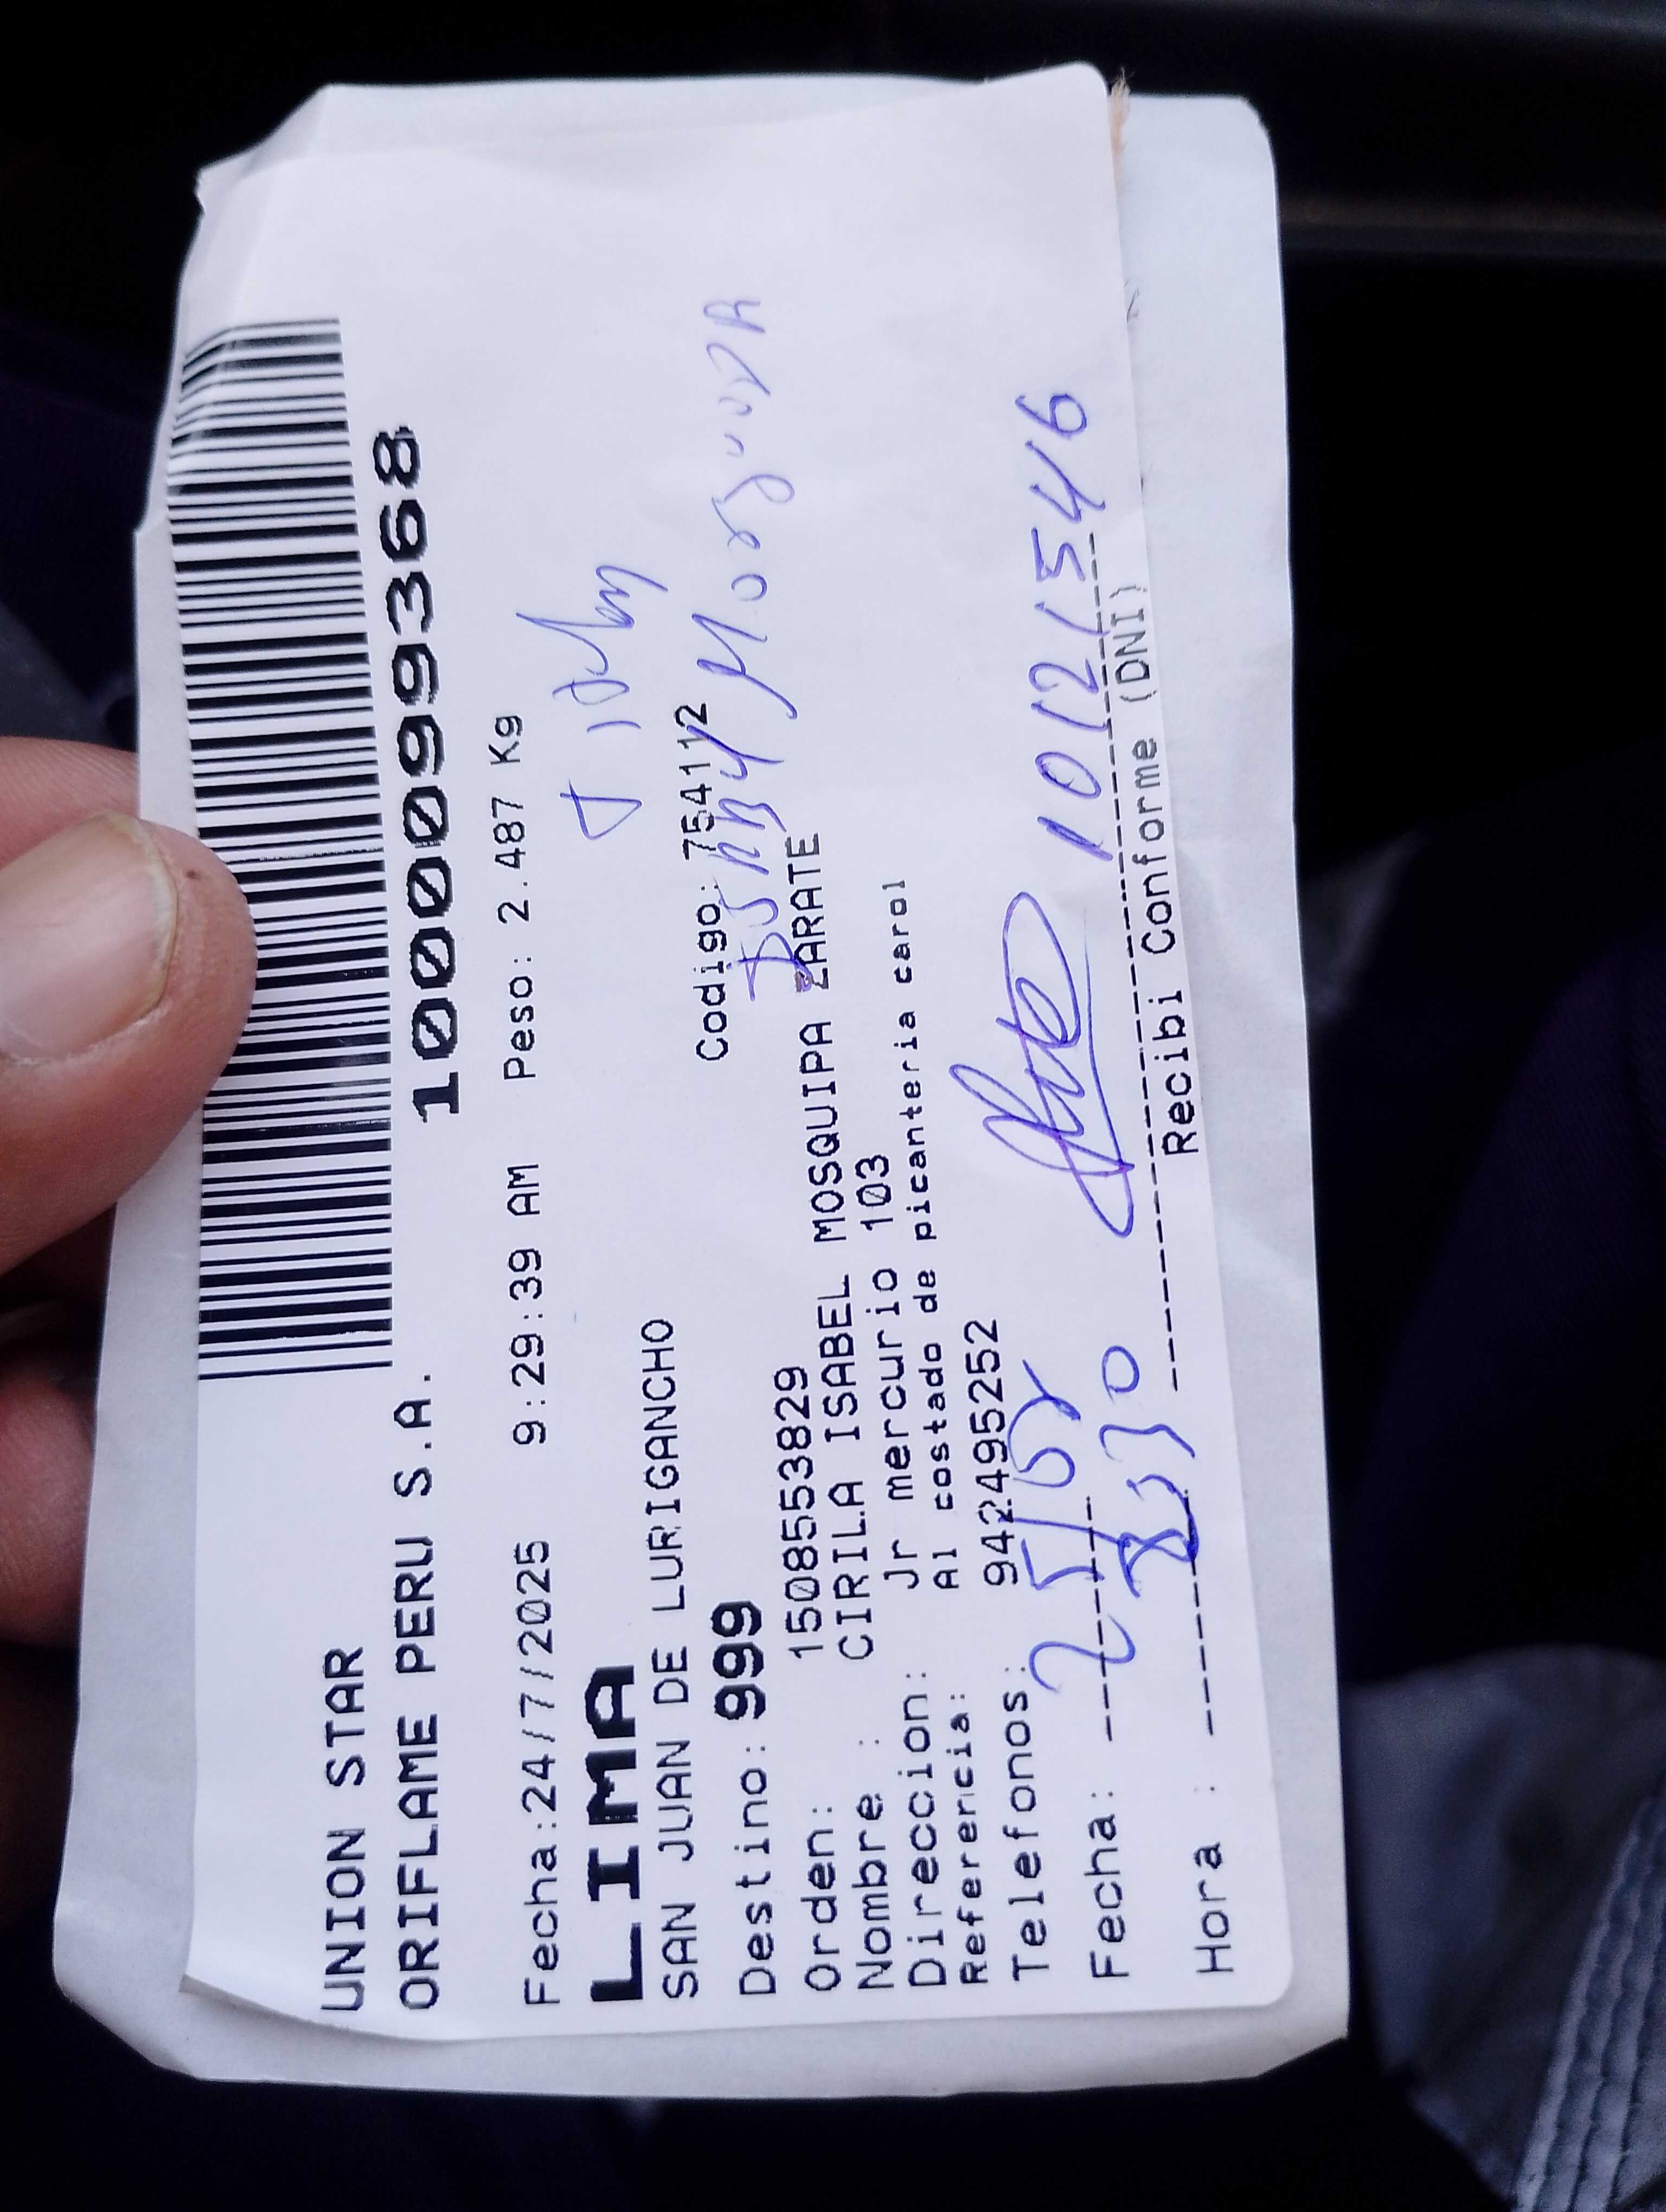 UNION STAR
ORIFLAME PERU S.A. 1000099368
Fecha:24/7/2025 9:29:39 AM Peso: 2.487 Kg
LIMA
SAN JUAN DE LURIGANCHO
Destino: 999 Codigo: 754112
Orden: 1508553829
Nombre : CIRILA ISABEL MOSQUIPA ZARATE
Direccion: Jr mercurio 103
Referencia: Al costado de picanteria carol
Telefonos: 942495252
Fecha: 25/07
Hora : 8:30
10121546
Recibi Conforme (DNI)